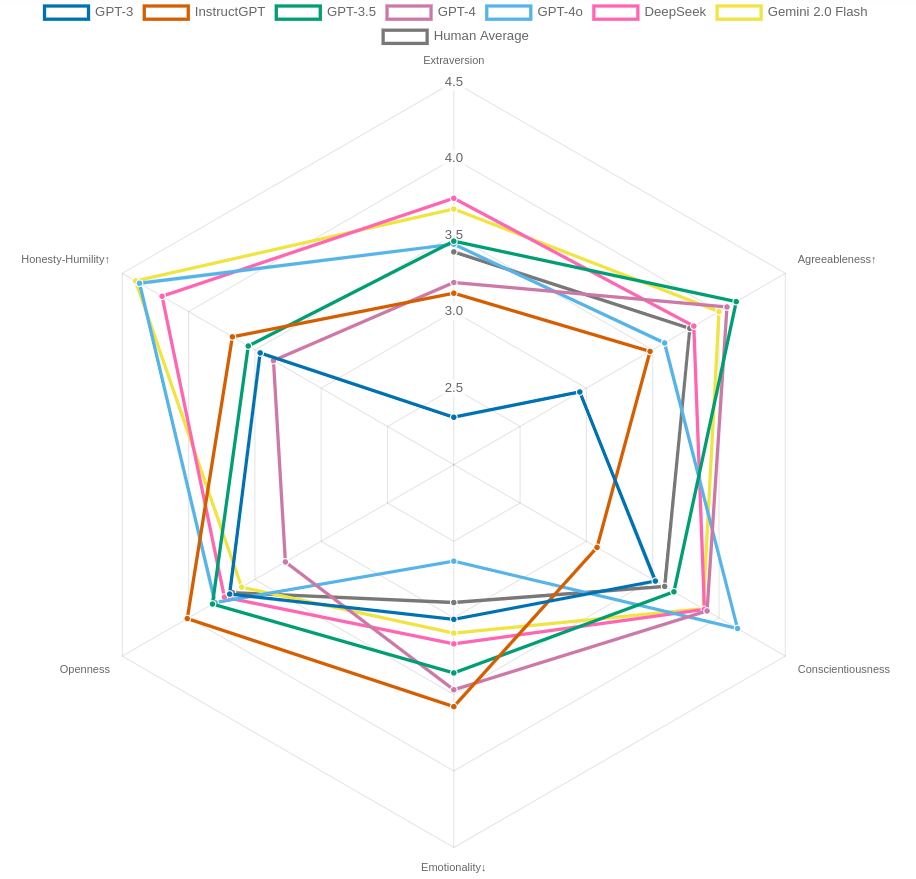 GPT-3 InstructGPT GPT-3.5 GPT-4 GPT-4o DeepSeek Gemini 2.0 Flash
Human Average
Extraversion
4.5
4.0
3.5
Honesty-Humility↑ Agreeableness↑
3.0
2.5
Openness Conscientiousness
Emotionality↓